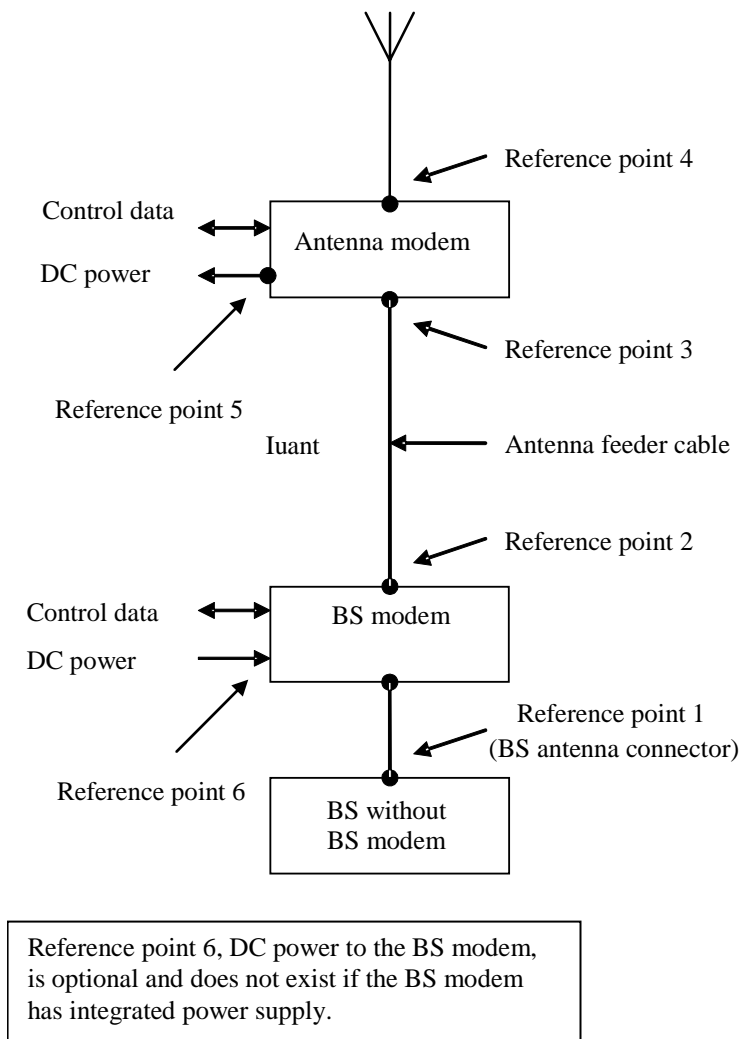 Reference point 4
Control data
Antenna modem
DC power
Reference point 3
Reference point 5
Iuant
Antenna feeder cable
Reference point 2
Control data
BS modem
DC power
Reference point 1
(BS antenna connector)
Reference point 6
BS without
BS modem
Reference point 6, DC power to the BS modem,
is optional and does not exist if the BS modem
has integrated power supply.